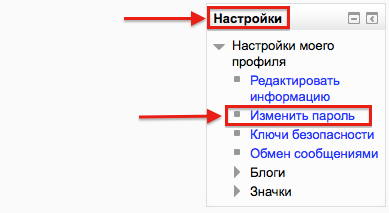 Настройки
Настройки моего
профиля
Редактировать
информацию
Изменить пароль
Ключи безопасности
Обмен сообщениями
Блоги
Значки